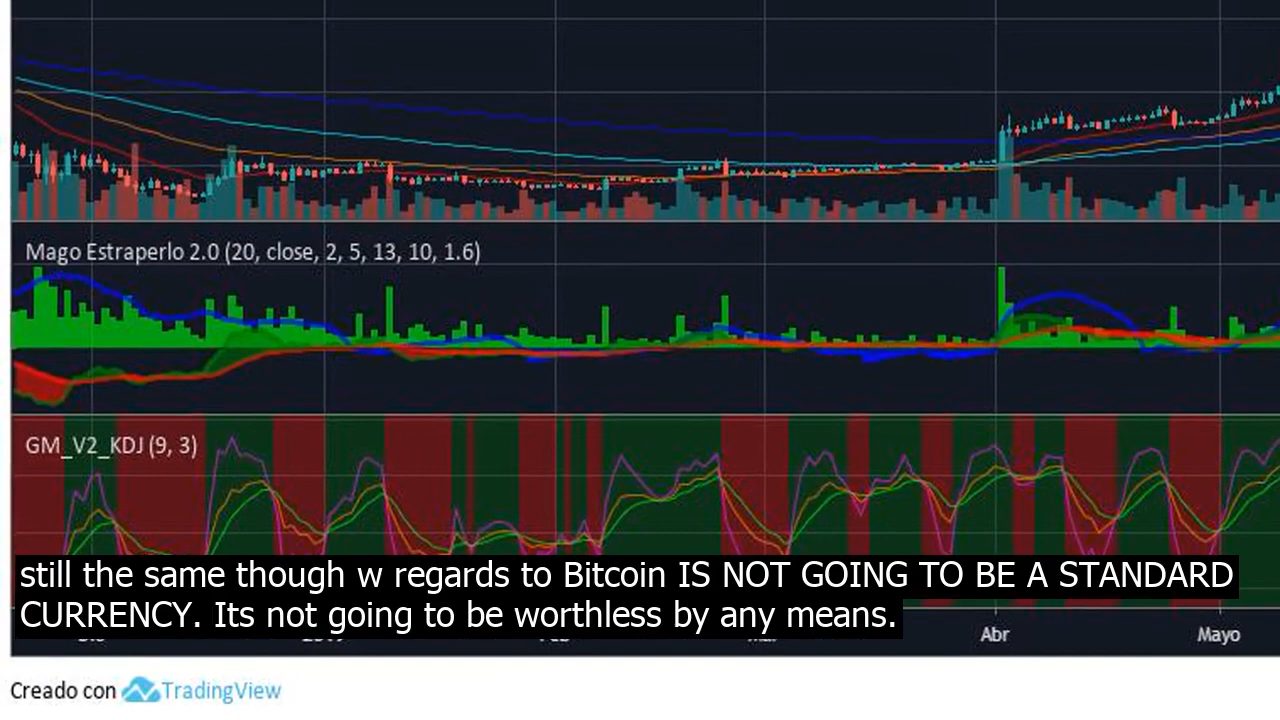 Mago Estraperlo 2.0 (20, close, 2, 5, 13, 10, 1.6)
GM_V2_KDJ (9, 3)
still the same though w regards to Bitcoin IS NOT GOING TO BE A STANDARD
CURRENCY. Its not going to be worthless by any means.
Abr Mayo
Creado con TradingView